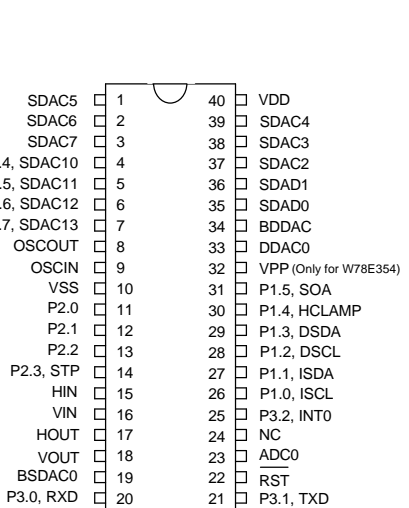 SDAC5 1 40 VDD
SDAC6 2 39 SDAC4
SDAC7 3 38 SDAC3
.4, SDAC10 4 37 SDAC2
.5, SDAC11 5 36 SDAD1
.6, SDAC12 6 35 SDAD0
.7, SDAC13 7 34 BDDAC
OSCOUT 8 33 DDAC0
OSCIN 9 32 VPP (Only for W78E354)
VSS 10 31 P1.5, SOA
P2.0 11 30 P1.4, HCLAMP
P2.1 12 29 P1.3, DSDA
P2.2 13 28 P1.2, DSCL
P2.3, STP 14 27 P1.1, ISDA
HIN 15 26 P1.0, ISCL
VIN 16 25 P3.2, INT0
HOUT 17 24 NC
VOUT 18 23 ADC0
BSDAC0 19 22 RST
P3.0, RXD 20 21 P3.1, TXD